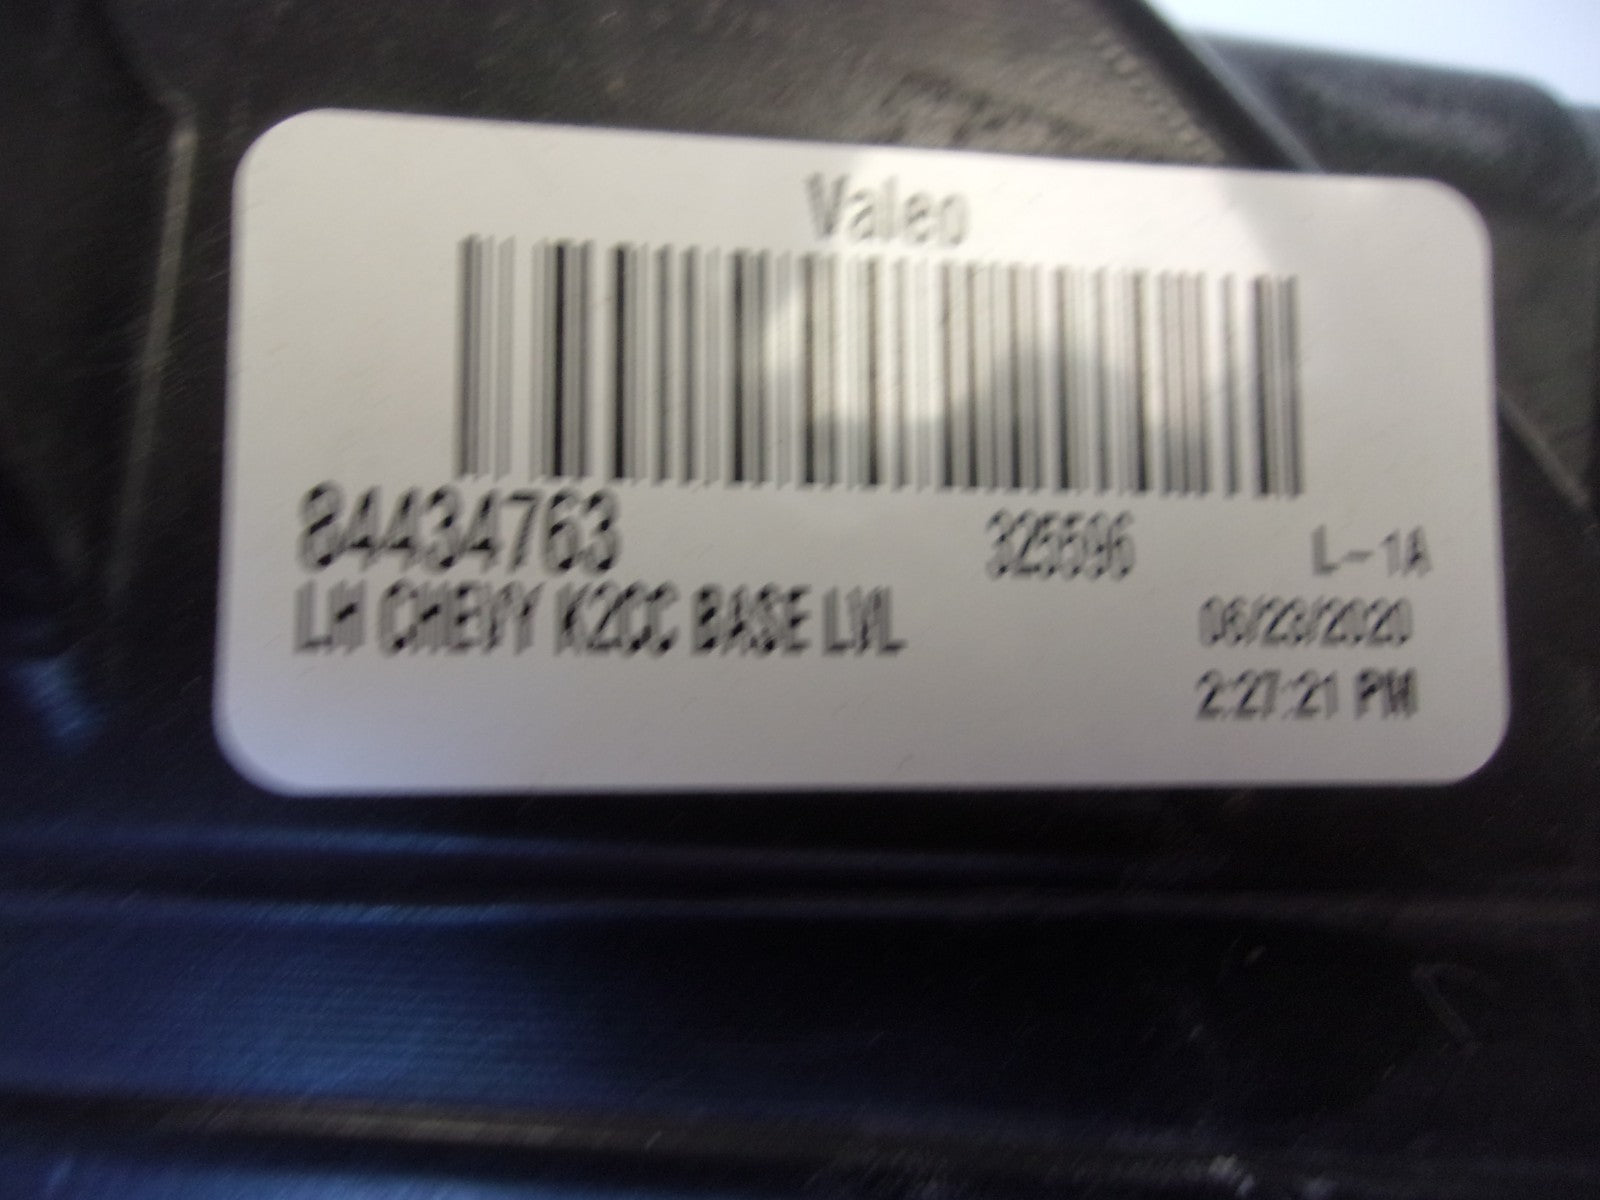 Valeo
84434763 325596 L-1A
LH CHEVY K2CC BASE LVL 06/23/2020
2:27:21 PM